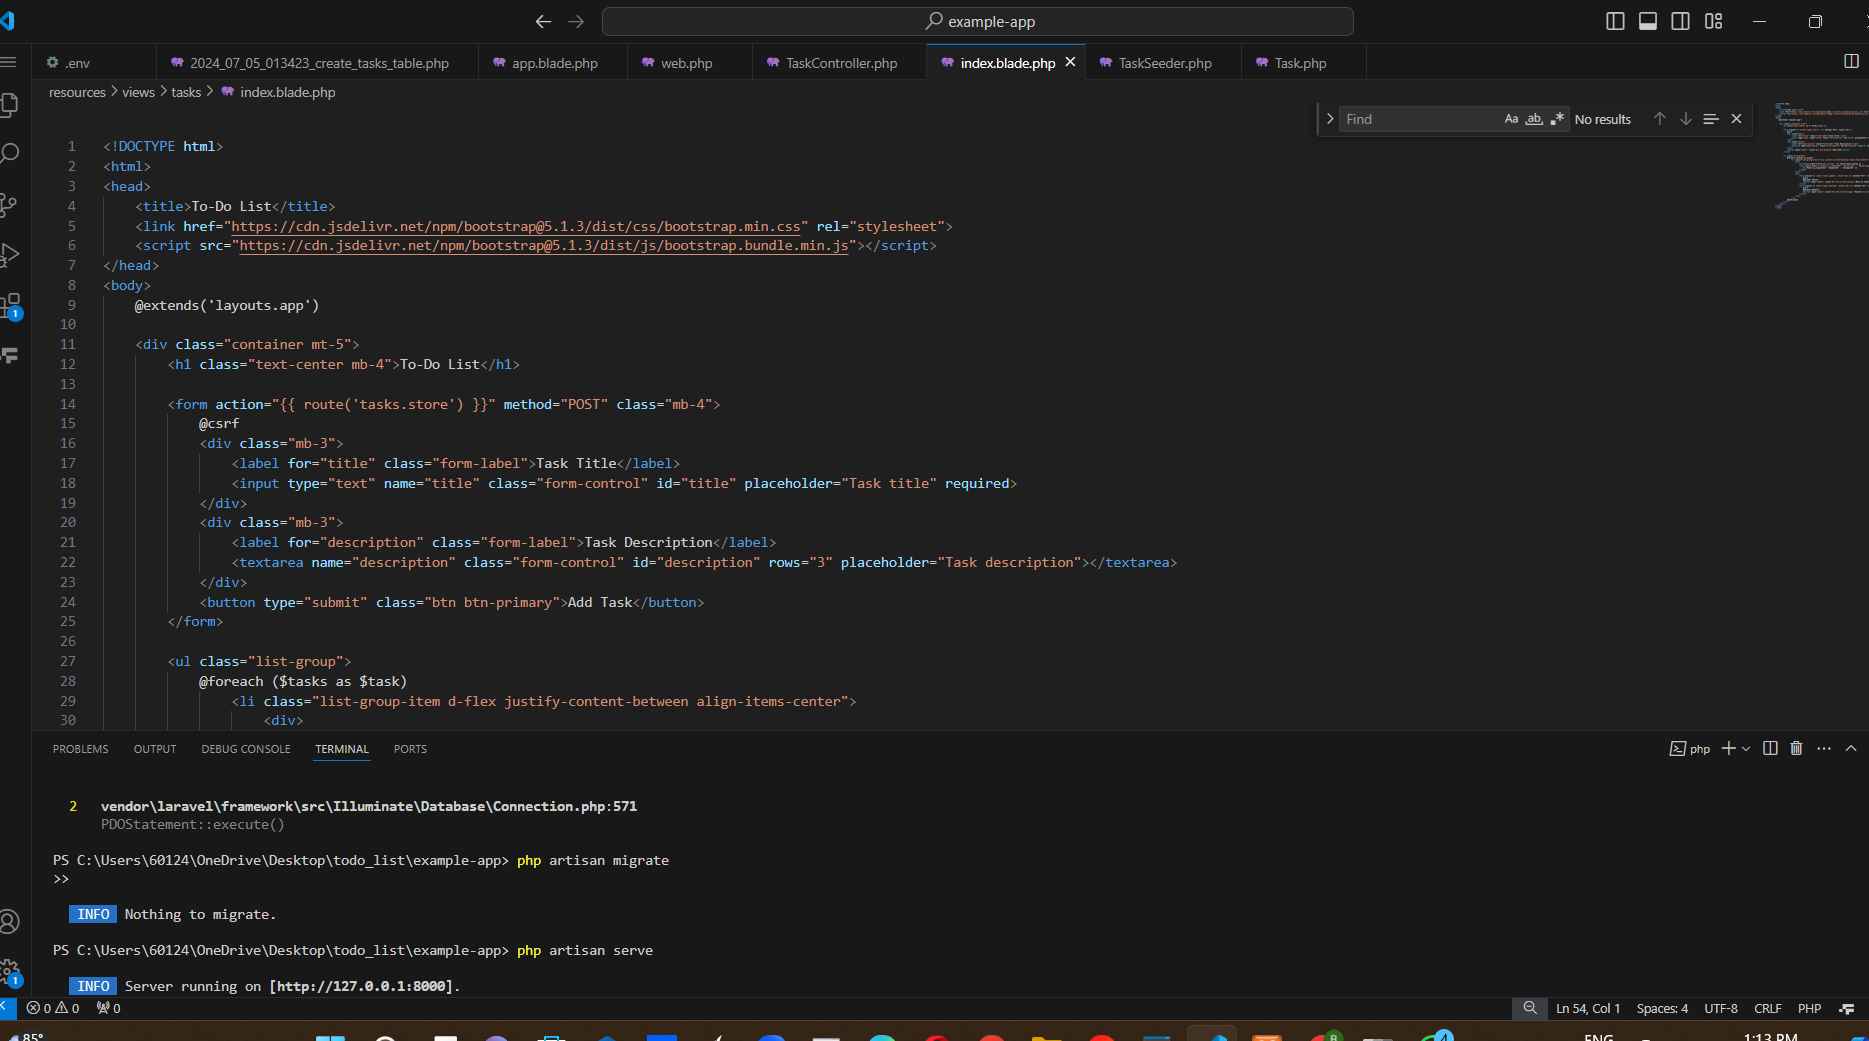 example-app
.env
2024_07_05_013423_create_tasks_table.php
app.blade.php
web.php
TaskController.php
index.blade.php
TaskSeeder.php
Task.php
resources > views > tasks > index.blade.php
Find
Aa ab .*
No results
1 <!DOCTYPE html>
2 <html>
3 <head>
4 <title>To-Do List</title>
5 <link href="https://cdn.jsdelivr.net/npm/bootstrap@5.1.3/dist/css/bootstrap.min.css" rel="stylesheet">
6 <script src="https://cdn.jsdelivr.net/npm/bootstrap@5.1.3/dist/js/bootstrap.bundle.min.js"></script>
7 </head>
8 <body>
9 @extends('layouts.app')
10
11 <div class="container mt-5">
12 <h1 class="text-center mb-4">To-Do List</h1>
13
14 <form action="{{ route('tasks.store') }}" method="POST" class="mb-4">
15 @csrf
16 <div class="mb-3">
17 <label for="title" class="form-label">Task Title</label>
18 <input type="text" name="title" class="form-control" id="title" placeholder="Task title" required>
19 </div>
20 <div class="mb-3">
21 <label for="description" class="form-label">Task Description</label>
22 <textarea name="description" class="form-control" id="description" rows="3" placeholder="Task description"></textarea>
23 </div>
24 <button type="submit" class="btn btn-primary">Add Task</button>
25 </form>
26
27 <ul class="list-group">
28 @foreach ($tasks as $task)
29 <li class="list-group-item d-flex justify-content-between align-items-center">
30 <div>
PROBLEMS OUTPUT DEBUG CONSOLE TERMINAL PORTS
php
2 vendor\laravel\framework\src\Illuminate\Database\Connection.php:571
PDOStatement::execute()
PS C:\Users\60124\OneDrive\Desktop\todo_list\example-app> php artisan migrate
>>
INFO Nothing to migrate.
PS C:\Users\60124\OneDrive\Desktop\todo_list\example-app> php artisan serve
INFO Server running on [http://127.0.0.1:8000].
1
1
0 0 0
Ln 54, Col 1 Spaces: 4 UTF-8 CRLF PHP
85°
B
4
ENG
1:13 PM